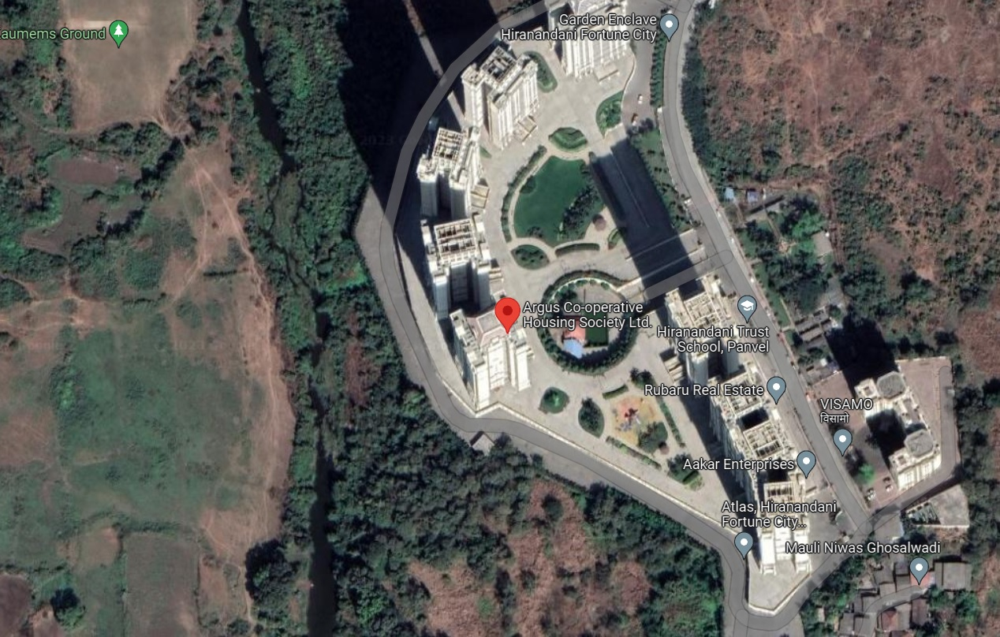 aumems Ground
Garden Enclave
Hiranandani Fortune City
Argus Co-operative
Housing Society Ltd.
Hiranandani Trust
School, Panvel
Rubaru Real Estate
VISAMO
विसामो
Aakar Enterprises
Atlas, Hiranandani
Fortune City...
Mauli Niwas Ghosalwadi